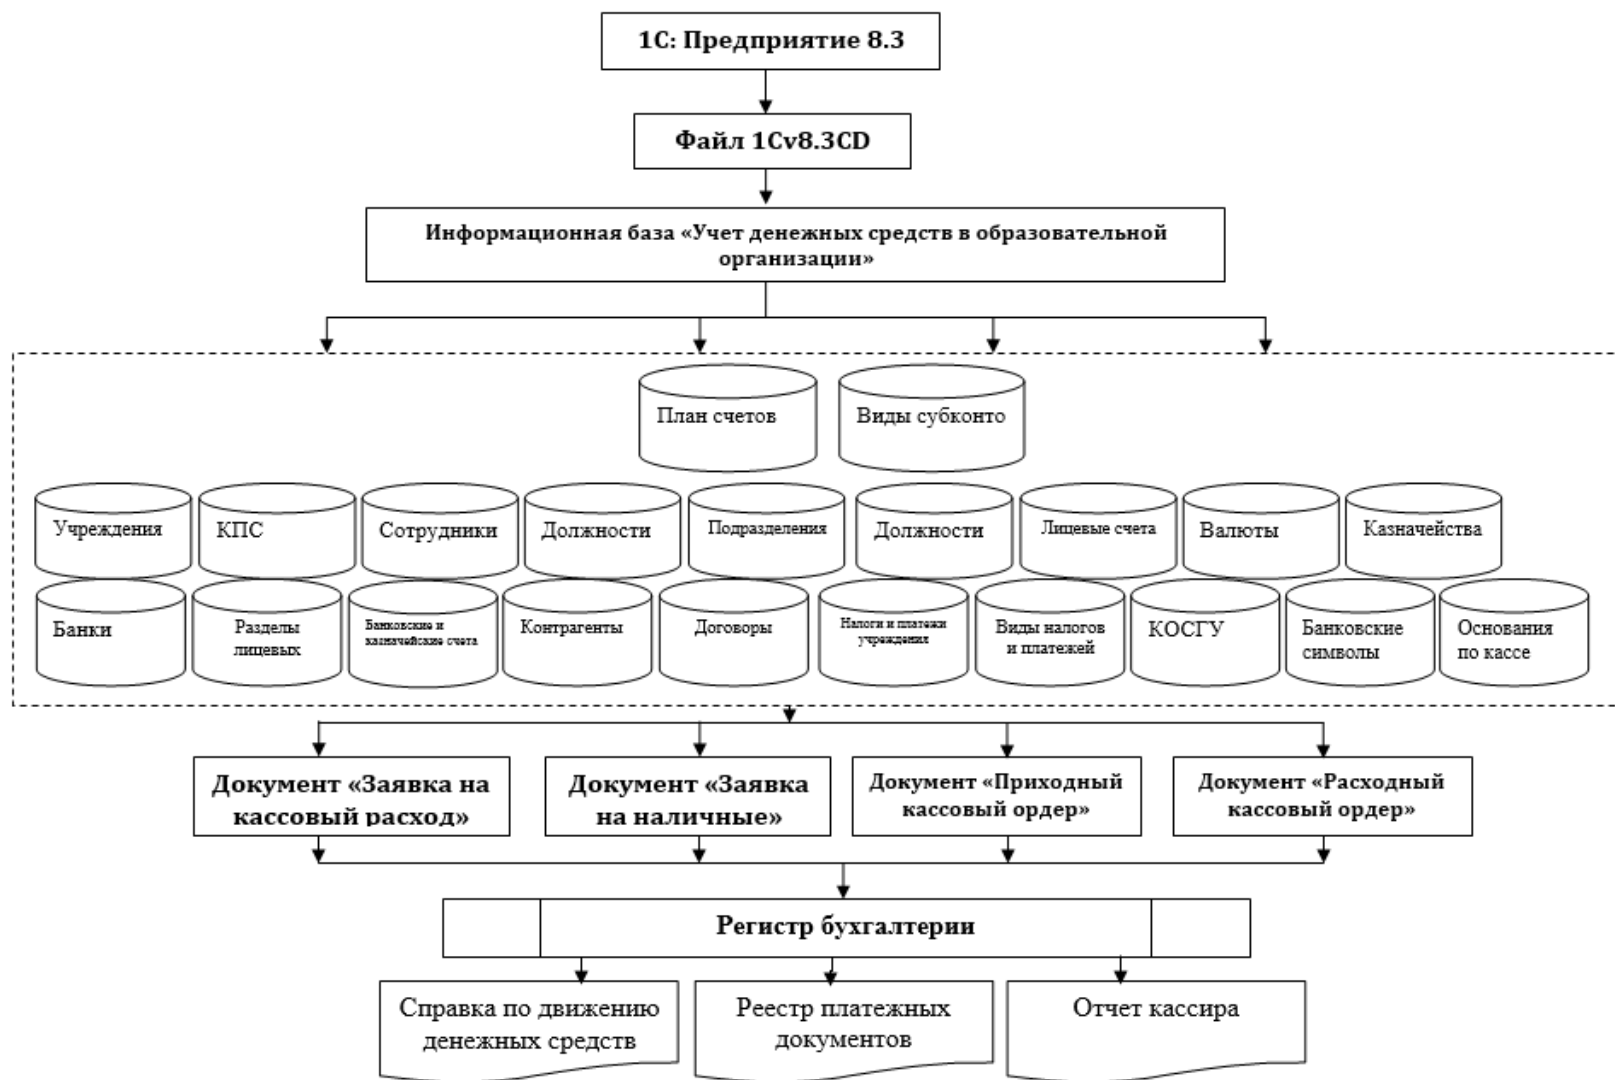 1С: Предприятие 8.3
Файл 1Cv8.3CD
Информационная база «Учет денежных средств в образовательной
организации»
План счетов
Виды субконто
Учреждения
КПС
Сотрудники
Должности
Подразделения
Должности
Лицевые счета
Валюты
Казначейства
Банки
Разделы
лицевых
Банковские и
казначейские счета
Контрагенты
Договоры
Налоги и платежи
учреждения
Виды налогов
и платежей
КОСГУ
Банковские
символы
Основания
по кассе
Документ «Заявка на
кассовый расход»
Документ «Заявка
на наличные»
Документ «Приходный
кассовый ордер»
Документ «Расходный
кассовый ордер»
Регистр бухгалтерии
Справка по движению
денежных средств
Реестр платежных
документов
Отчет кассира